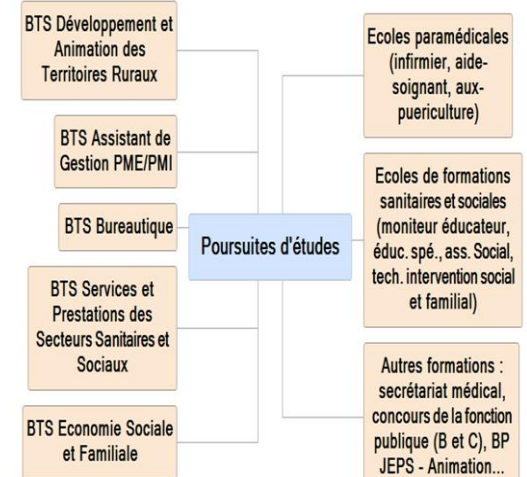 BTS Développement et
Animation des
Territoires Ruraux
BTS Assistant de
Gestion PME/PMI
BTS Bureautique
BTS Services et
Prestations des
Secteurs Sanitaires et
Sociaux
BTS Economie Sociale
et Familiale
Poursuites d'études
Ecoles paramédicales
(infirmier, aide-
soignant, aux-
puericulture)
Ecoles de formations
sanitaires et sociales
(moniteur éducateur,
éduc. spé., ass. Social,
tech. intervention social
et familial)
Autres formations :
secrétariat médical,
concours de la fonction
publique (B et C), BP
JEPS - Animation...